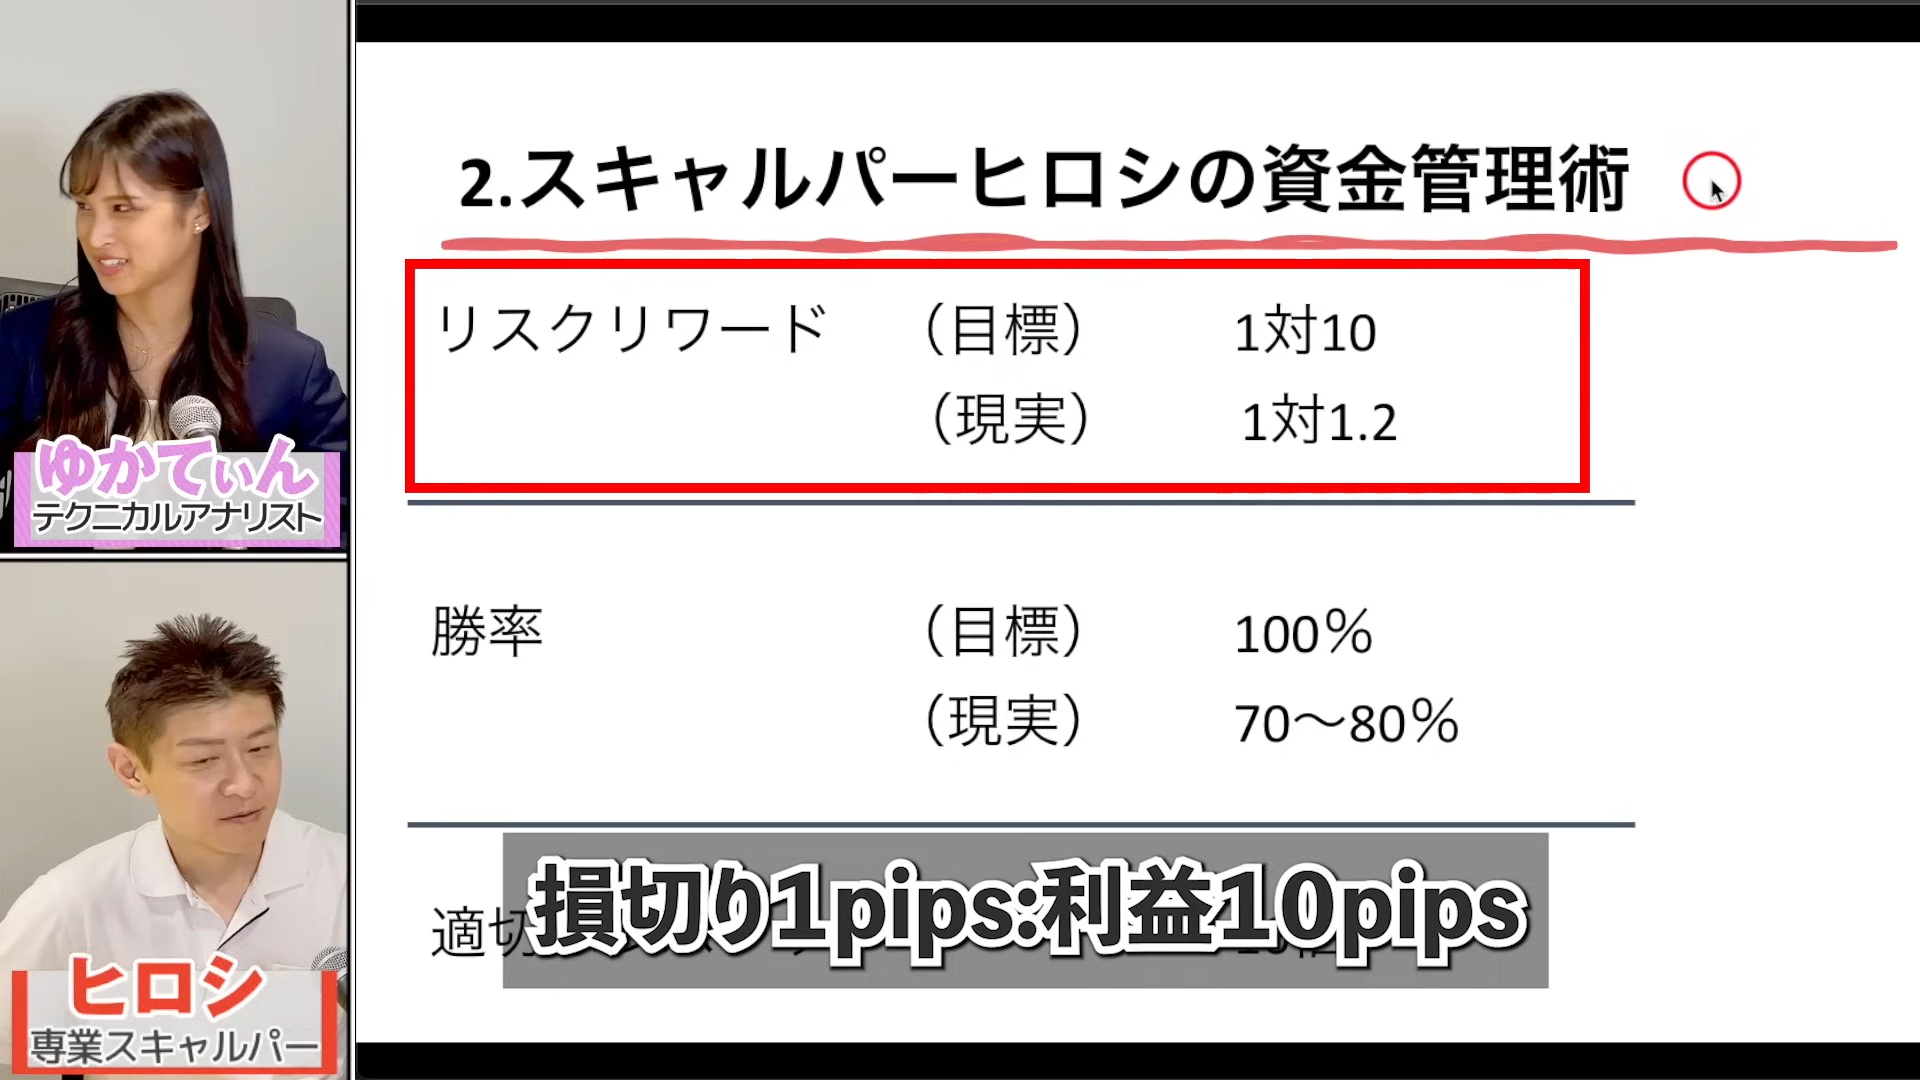 ゆかてぃん
テクニカルアナリスト
ヒロシ
専業スキャルパー
2.スキャルパーヒロシの資金管理術
リスクリワード （目標） 1対10
（現実） 1対1.2
勝率 （目標） 100％
（現実） 70～80％
適切
損切り1pips:利益10pips